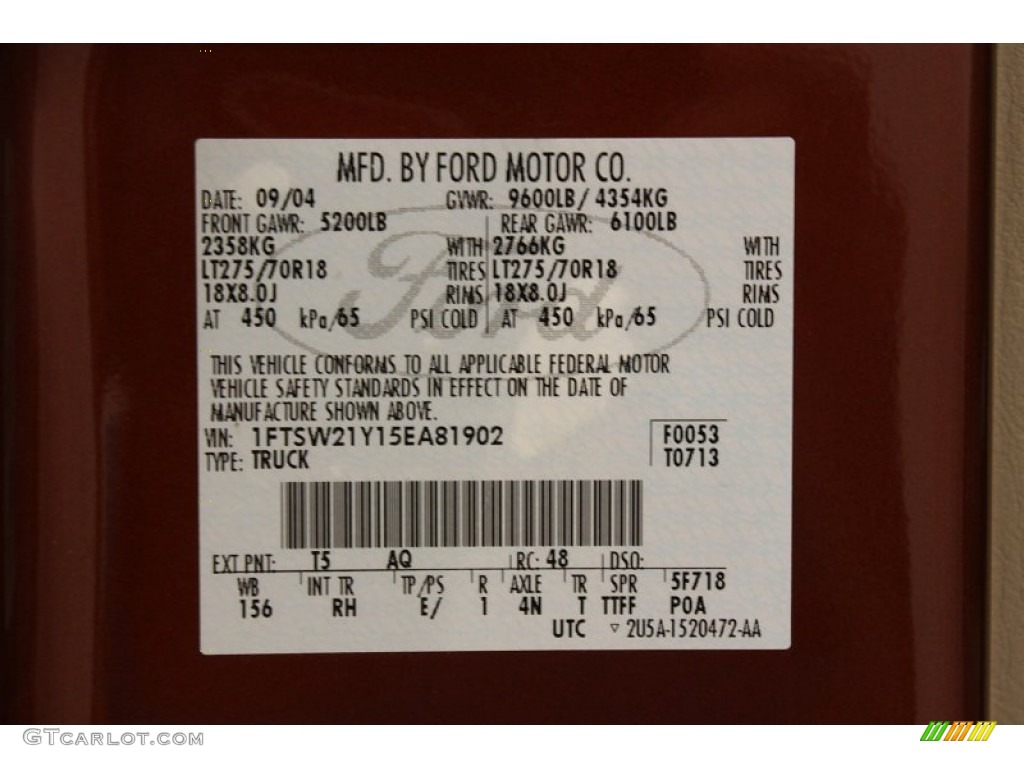 MFD. BY FORD MOTOR CO.
DATE: 09/04 GVWR: 9600LB/ 4354KG
FRONT GAWR: 5200LB REAR GAWR: 6100LB
2358KG WITH 2766KG WITH
LT275/70R18 TIRES LT275/70R18 TIRES
18X8.0J RIMS 18X8.0J RIMS
AT 450 kPa/65 PSI COLD AT 450 kPa/65 PSI COLD
Ford
THIS VEHICLE CONFORMS TO ALL APPLICABLE FEDERAL MOTOR
VEHICLE SAFETY STANDARDS IN EFFECT ON THE DATE OF
MANUFACTURE SHOWN ABOVE.
VIN: 1FTSW21Y15EA81902 F0053
TYPE: TRUCK T0713
EXT PNT: T5 AQ RC: 48 DSO:
WB INT TR TP/PS R AXLE TR SPR 5F718
156 RH E/ 1 4N T TTFF POA
UTC ▿ 2U5A-1520472-AA
GTCARLOT.COM